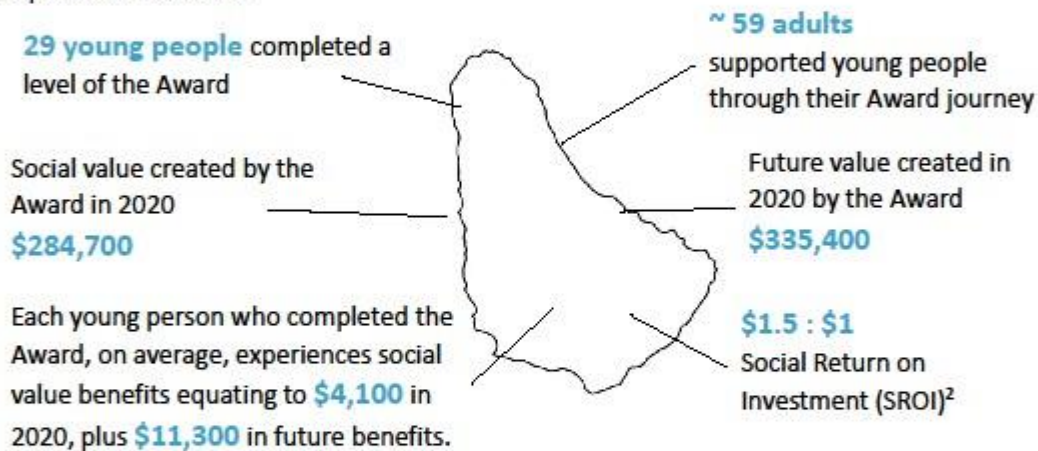 29 young people completed a
level of the Award
~ 59 adults
supported young people
through their Award journey
Social value created by the
Award in 2020
$284,700
Future value created in
2020 by the Award
$335,400
Each young person who completed the
Award, on average, experiences social
value benefits equating to $4,100 in
2020, plus $11,300 in future benefits.
$1.5 : $1
Social Return on
Investment (SROI)²